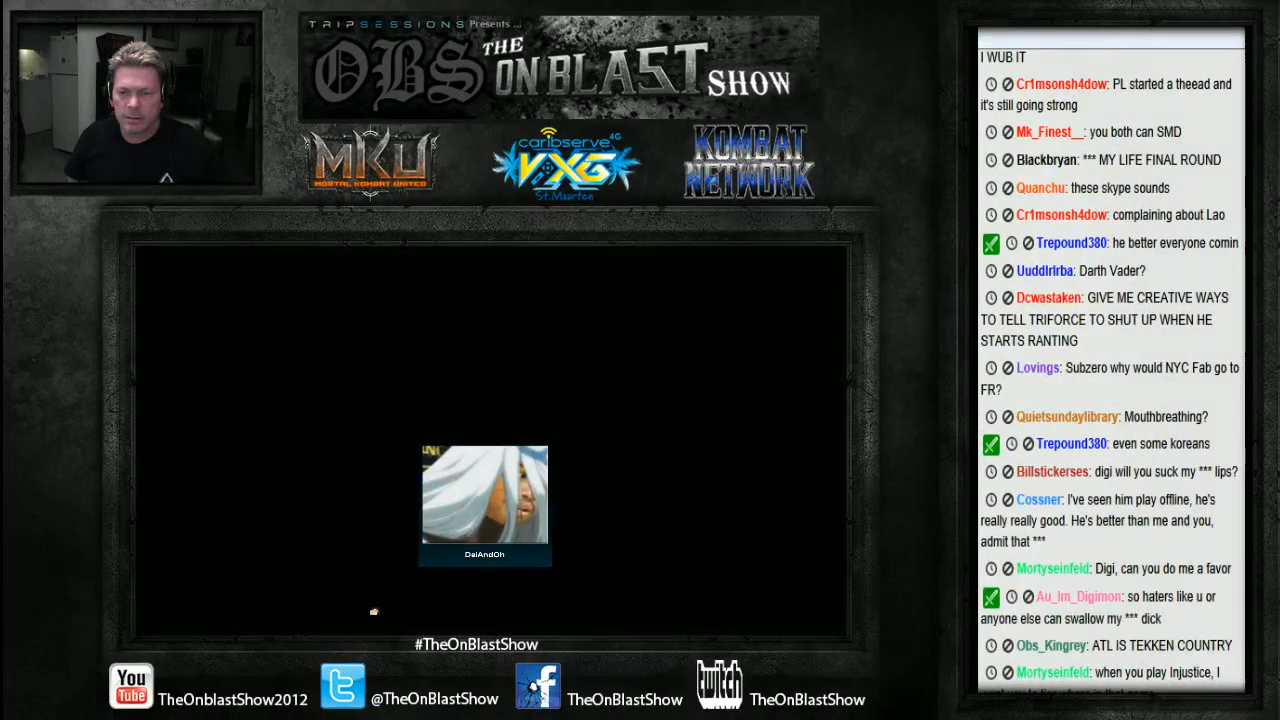 TRIPSESSIONS Presents ...
OBS THE ON BLAST SHOW
MKU
MORTAL KOMBAT UNITED
caribserve 4G
VXG
St.Maarten
KOMBAT
NETWORK
DaiAndOh
#TheOnBlastShow
You
Tube
TheOnblastShow2012
@TheOnBlastShow
TheOnBlastShow
twitch
TheOnBlastShow
I WUB IT
Cr1msonsh4dow: PL started a theead and
it's still going strong
Mk_Finest__: you both can SMD
Blackbryan: *** MY LIFE FINAL ROUND
Quanchu: these skype sounds
Cr1msonsh4dow: complaining about Lao
Trepound380: he better everyone comin
Uuddlrlrba: Darth Vader?
Dcwastaken: GIVE ME CREATIVE WAYS
TO TELL TRIFORCE TO SHUT UP WHEN HE
STARTS RANTING
Lovings: Subzero why would NYC Fab go to
FR?
Quietsundaylibrary: Mouthbreathing?
Trepound380: even some koreans
Billstickerses: digi will you suck my *** lips?
Cossner: I've seen him play offline, he's
really really good. He's better than me and you,
admit that ***
Mortyseinfeld: Digi, can you do me a favor
Au_Im_Digimon: so haters like u or
anyone else can swallow my *** dick
Obs_Kingrey: ATL IS TEKKEN COUNTRY
Mortyseinfeld: when you play Injustice, I